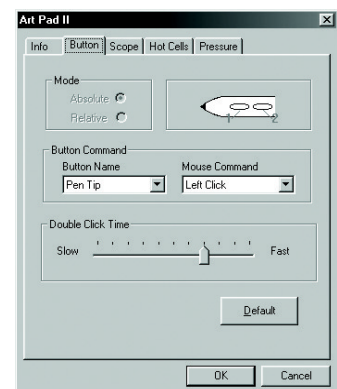 Art Pad II
Info Button Scope Hot Cells Pressure
Mode
Absolute
Relative
1 2
Button Command
Button Name Mouse Command
Pen Tip Left Click
Double Click Time
Slow Fast
Default
OK Cancel